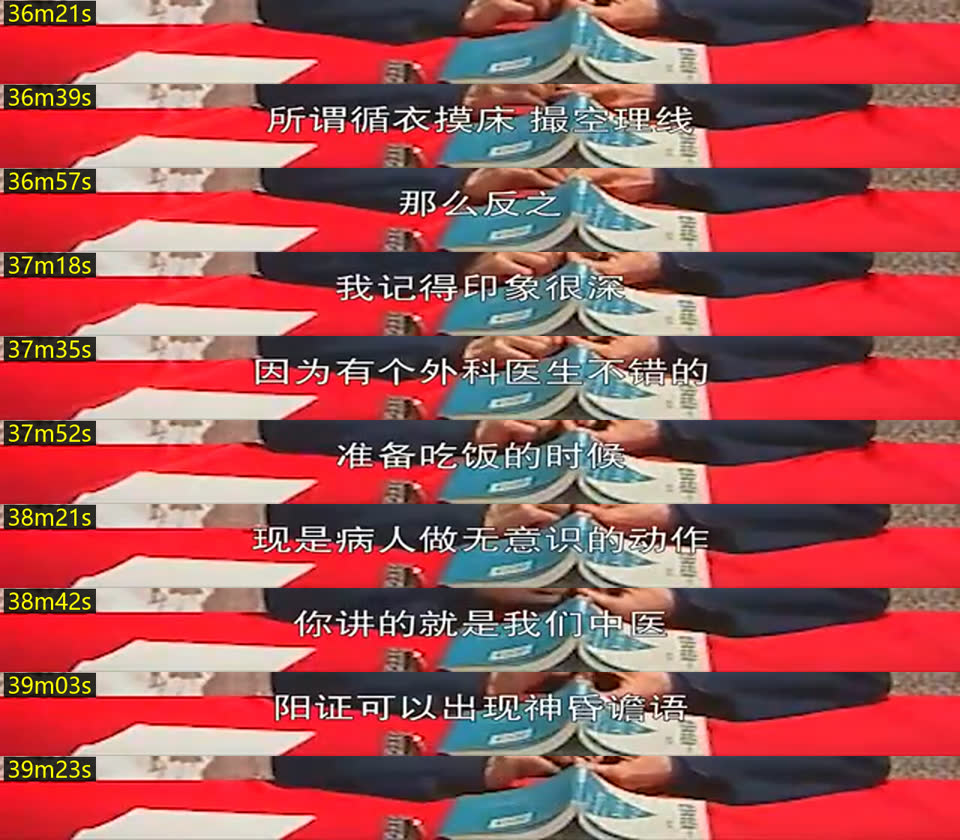 36m21s
36m39s
所谓循衣摸床 撮空理线
36m57s
那么反之
37m18s
我记得印象很深
37m35s
因为有个外科医生不错的
37m52s
准备吃饭的时候
38m21s
现是病人做无意识的动作
38m42s
你讲的就是我们中医
39m03s
阳证可以出现神昏谵语
39m23s